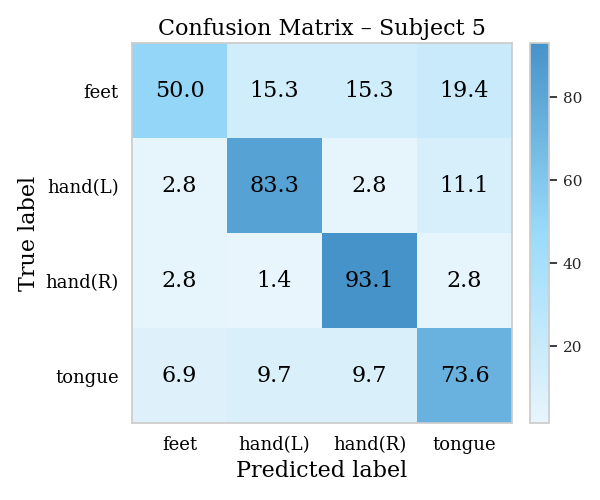 Confusion Matrix – Subject 5
True label
feet 50.0 15.3 15.3 19.4
hand(L) 2.8 83.3 2.8 11.1
hand(R) 2.8 1.4 93.1 2.8
tongue 6.9 9.7 9.7 73.6
feet hand(L) hand(R) tongue
Predicted label
80
60
40
20